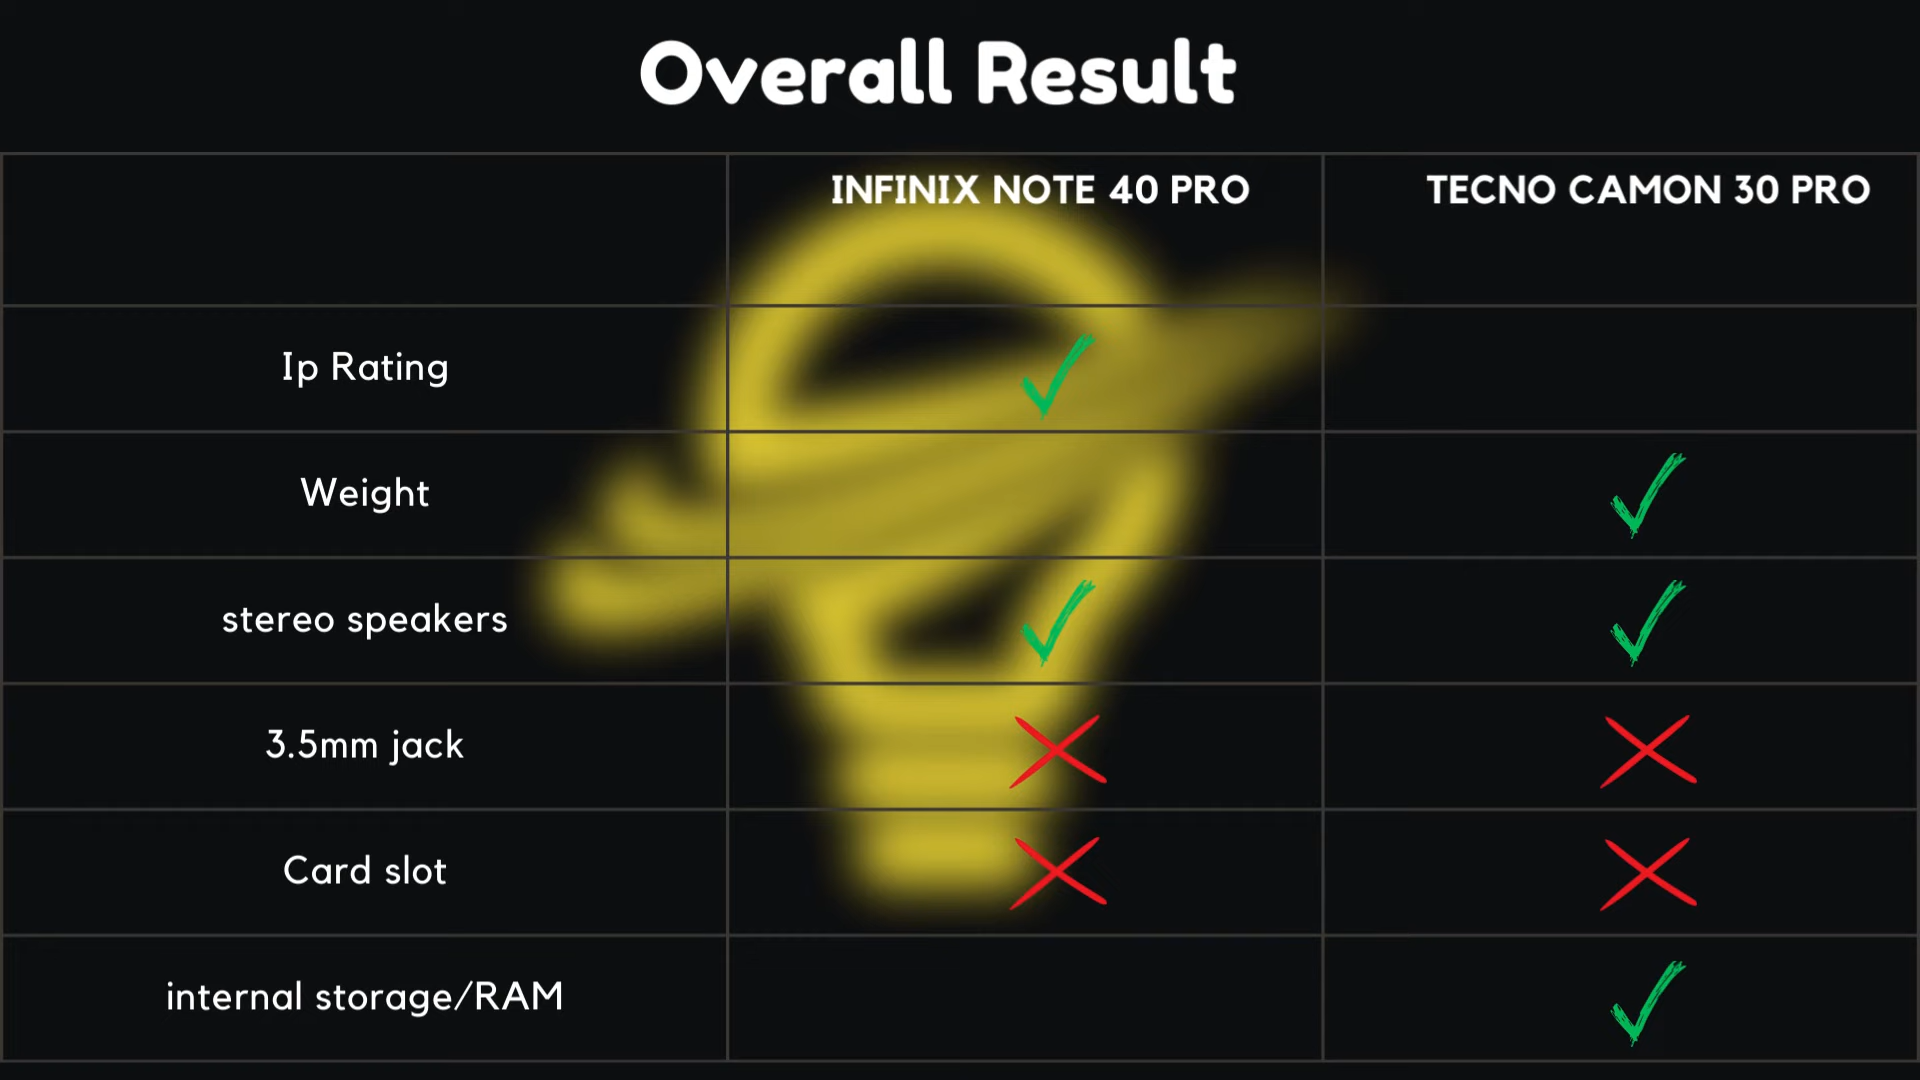 Overall Result
INFINIX NOTE 40 PRO
TECNO CAMON 30 PRO
Ip Rating
Weight
stereo speakers
3.5mm jack
Card slot
internal storage/RAM